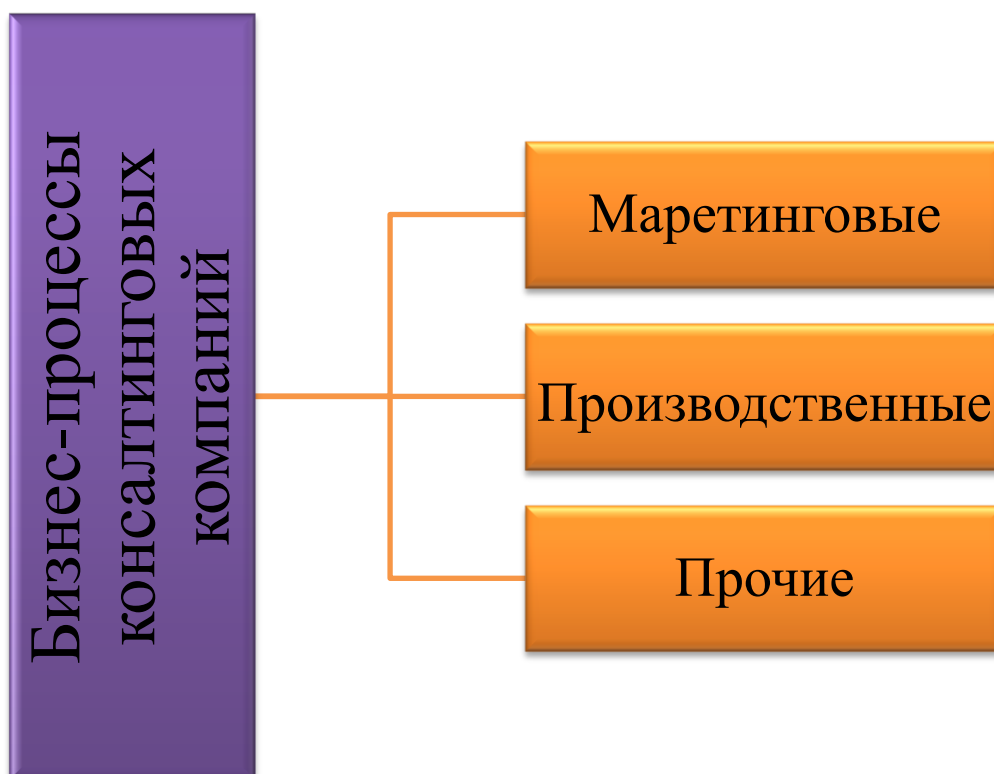 Бизнес-процессы
консалтинговых
компаний
Маретинговые
Производственные
Прочие